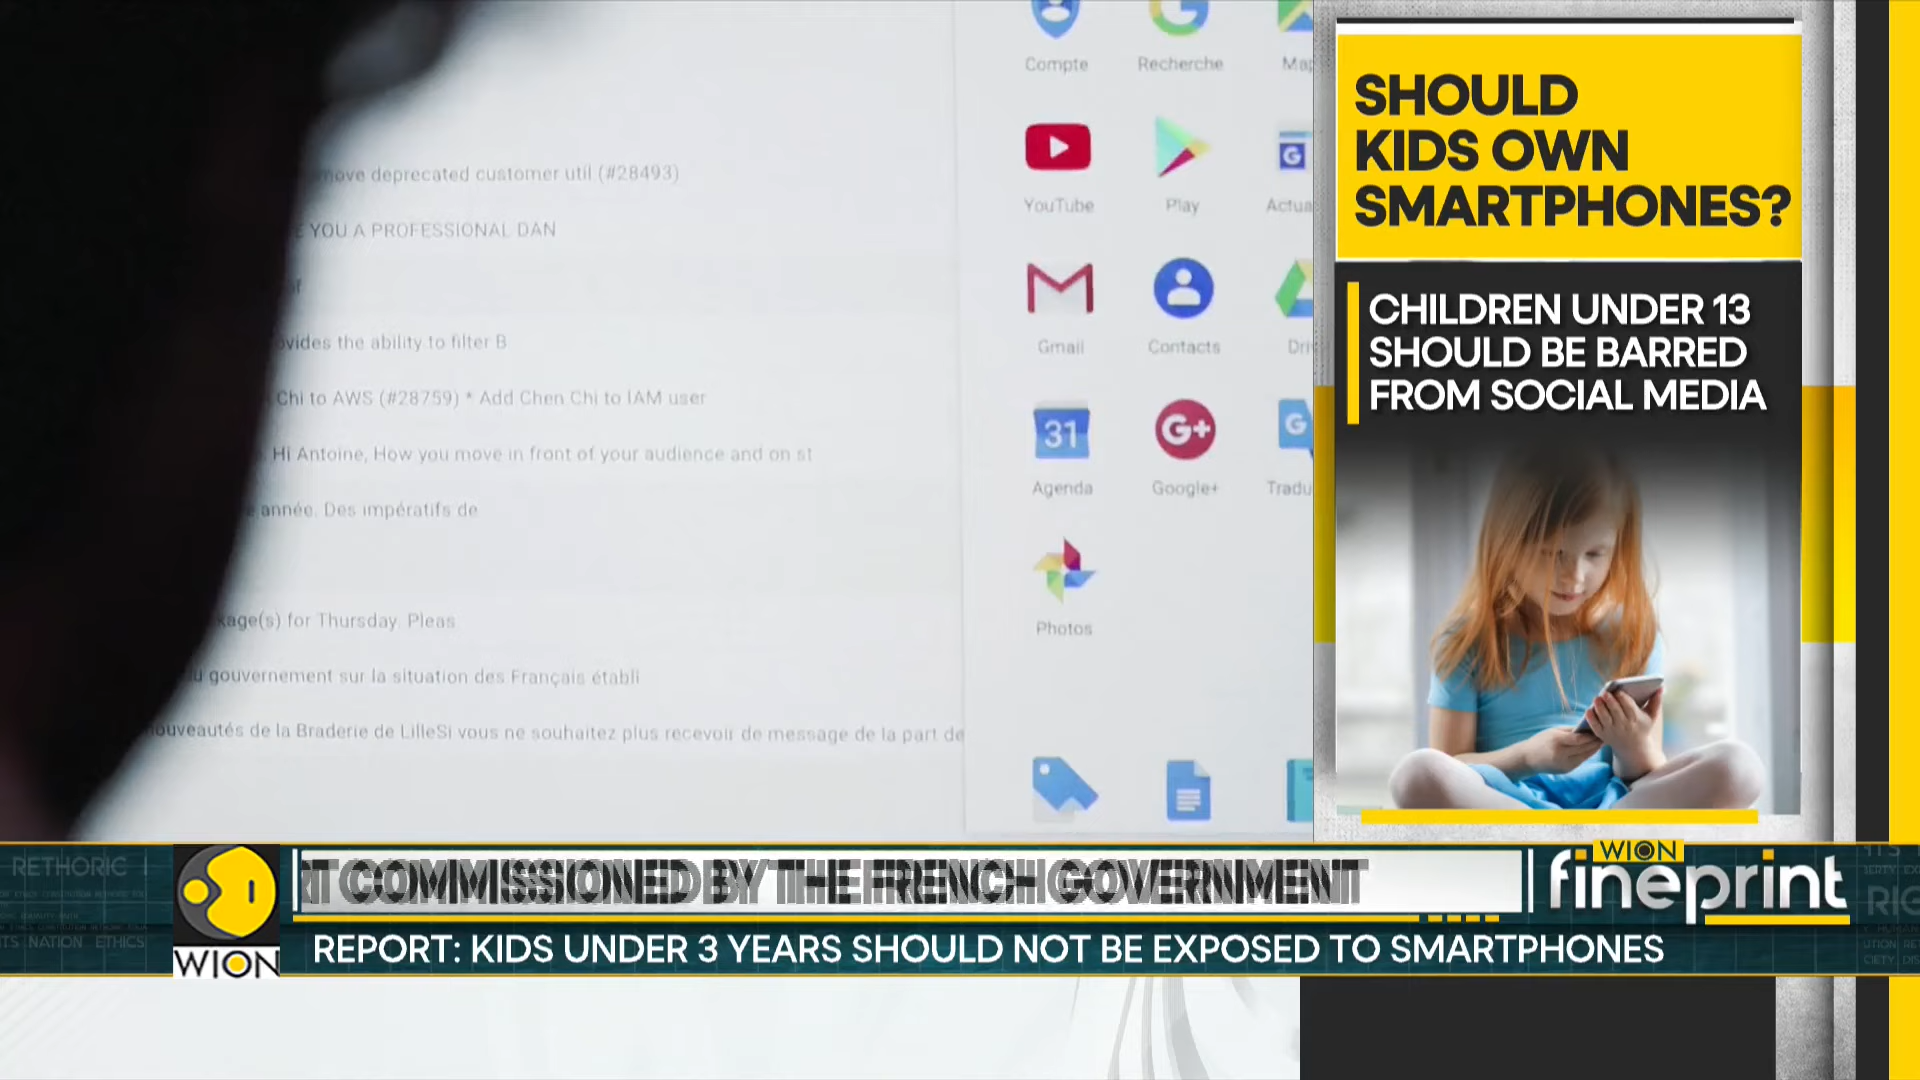 Compte
Recherche
YouTube
Play
Gmail
Contacts
31
Agenda
G+
Google+
Photos
move deprecated customer util (#28493)
YOU A PROFESSIONAL DAN
the ability to filter B
Chi to AWS (#28759) * Add Chen Chi to IAM user
Hi Antoine, How you move in front of your audience and on st
année. Des impératifs de
for Thursday. Pleas
gouvernement sur la situation des Français établi
nouveautés de la Braderie de LilleSi vous ne souhaitez plus recevoir de message de la part de
SHOULD
KIDS OWN
SMARTPHONES?
CHILDREN UNDER 13
SHOULD BE BARRED
FROM SOCIAL MEDIA
RETHORIC
NATION ETHICS
WION
COMMISSIONED BY THE FRENCH GOVERNMENT
REPORT: KIDS UNDER 3 YEARS SHOULD NOT BE EXPOSED TO SMARTPHONES
WION
fineprint